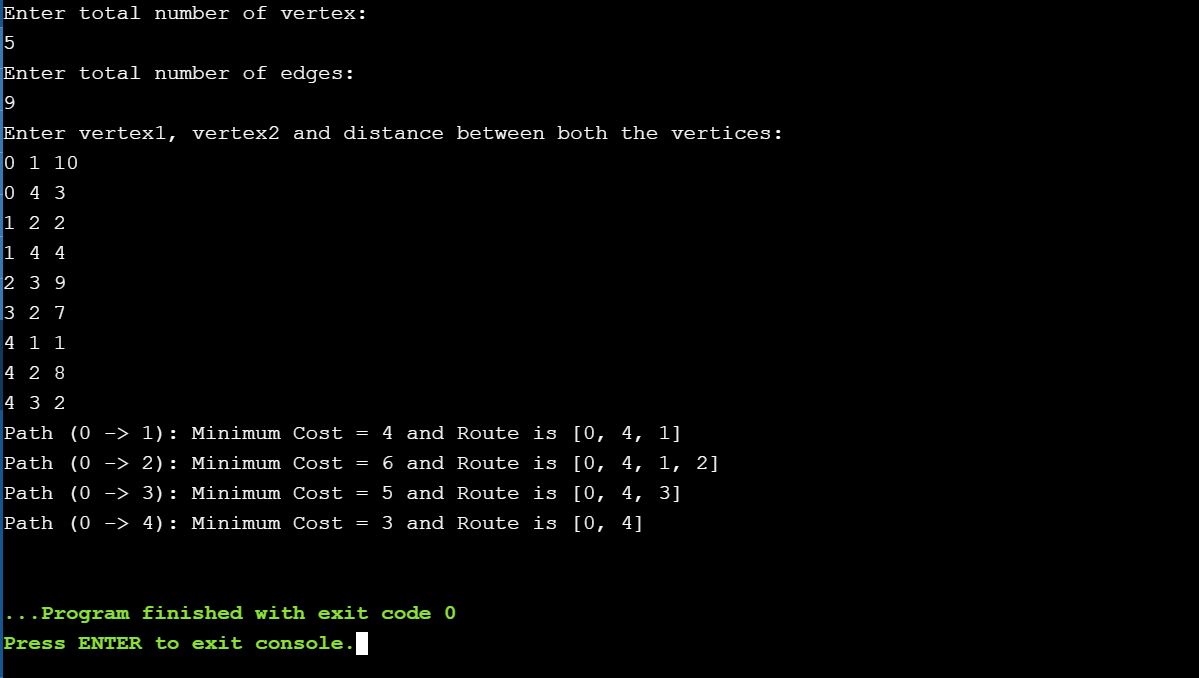 Enter total number of vertex:
5
Enter total number of edges:
9
Enter vertex1, vertex2 and distance between both the vertices:
0 1 10
0 4 3
1 2 2
1 4 4
2 3 9
3 2 7
4 1 1
4 2 8
4 3 2
Path (0 -> 1): Minimum Cost = 4 and Route is [0, 4, 1]
Path (0 -> 2): Minimum Cost = 6 and Route is [0, 4, 1, 2]
Path (0 -> 3): Minimum Cost = 5 and Route is [0, 4, 3]
Path (0 -> 4): Minimum Cost = 3 and Route is [0, 4]
...Program finished with exit code 0
Press ENTER to exit console.